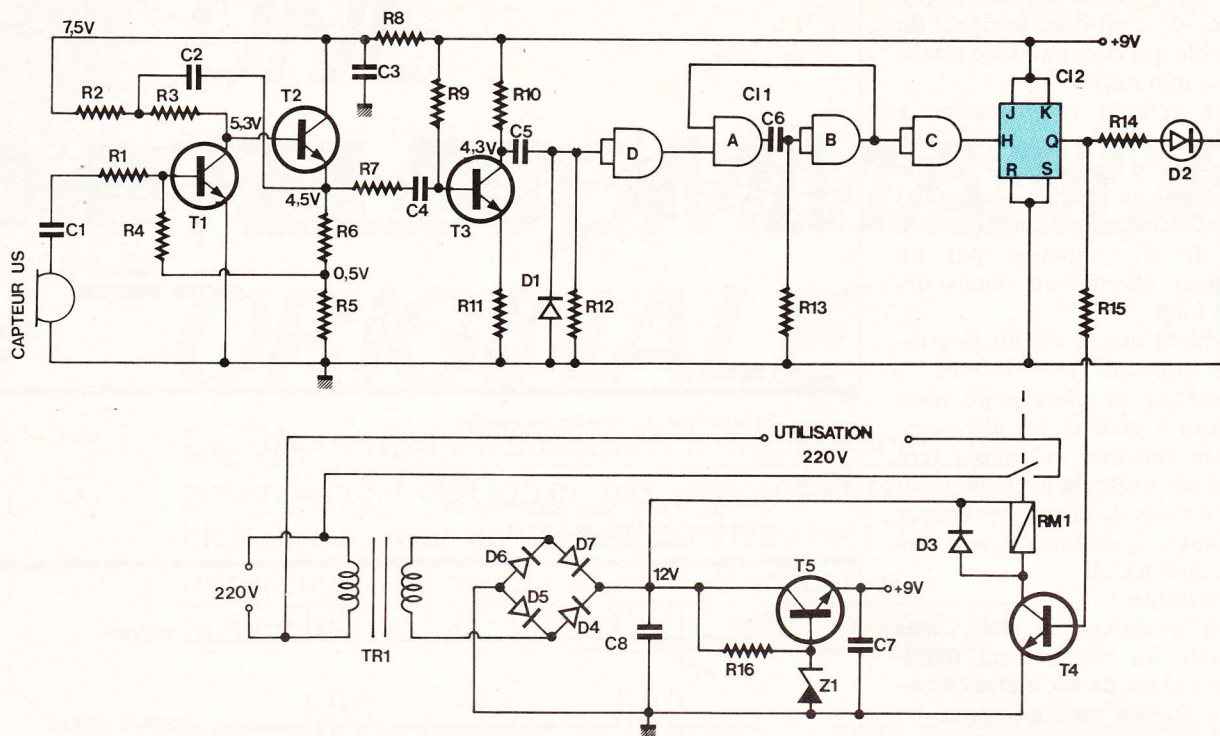 7,5V
R8
+9V
C2
C3
R9
R10
CI2
R2
R3
T2
CI1
J K
R14
5,3V
C5
4,3V
A
C6
B
C
H Q
D
R1
R7
R S
D2
4,5V
C4
T1
T3
C1
R4
R6
0,5V
D1
R5
R11
R12
R13
R15
CAPTEUR US
UTILISATION
220V
RM1
D3
D6
D7
12V
T5
+9V
220V
D5
D4
C8
C7
R16
T4
TR1
Z1